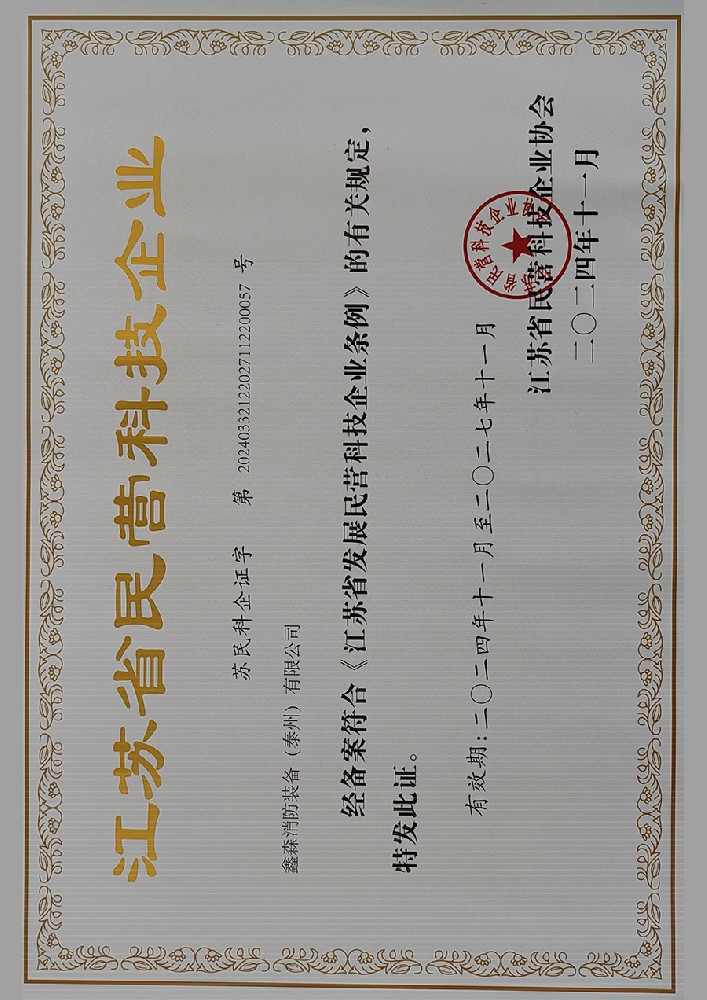 江苏省民营科技企业
苏民科企证字 第 20240332122027112200057 号
鑫森消防装备（泰州）有限公司
经备案符合《江苏省发展民营科技企业条例》的有关规定，
特发此证。
有效期：二〇二四年十一月至二〇二七年十一月
江苏省民营科技企业协会
二〇二四年十一月